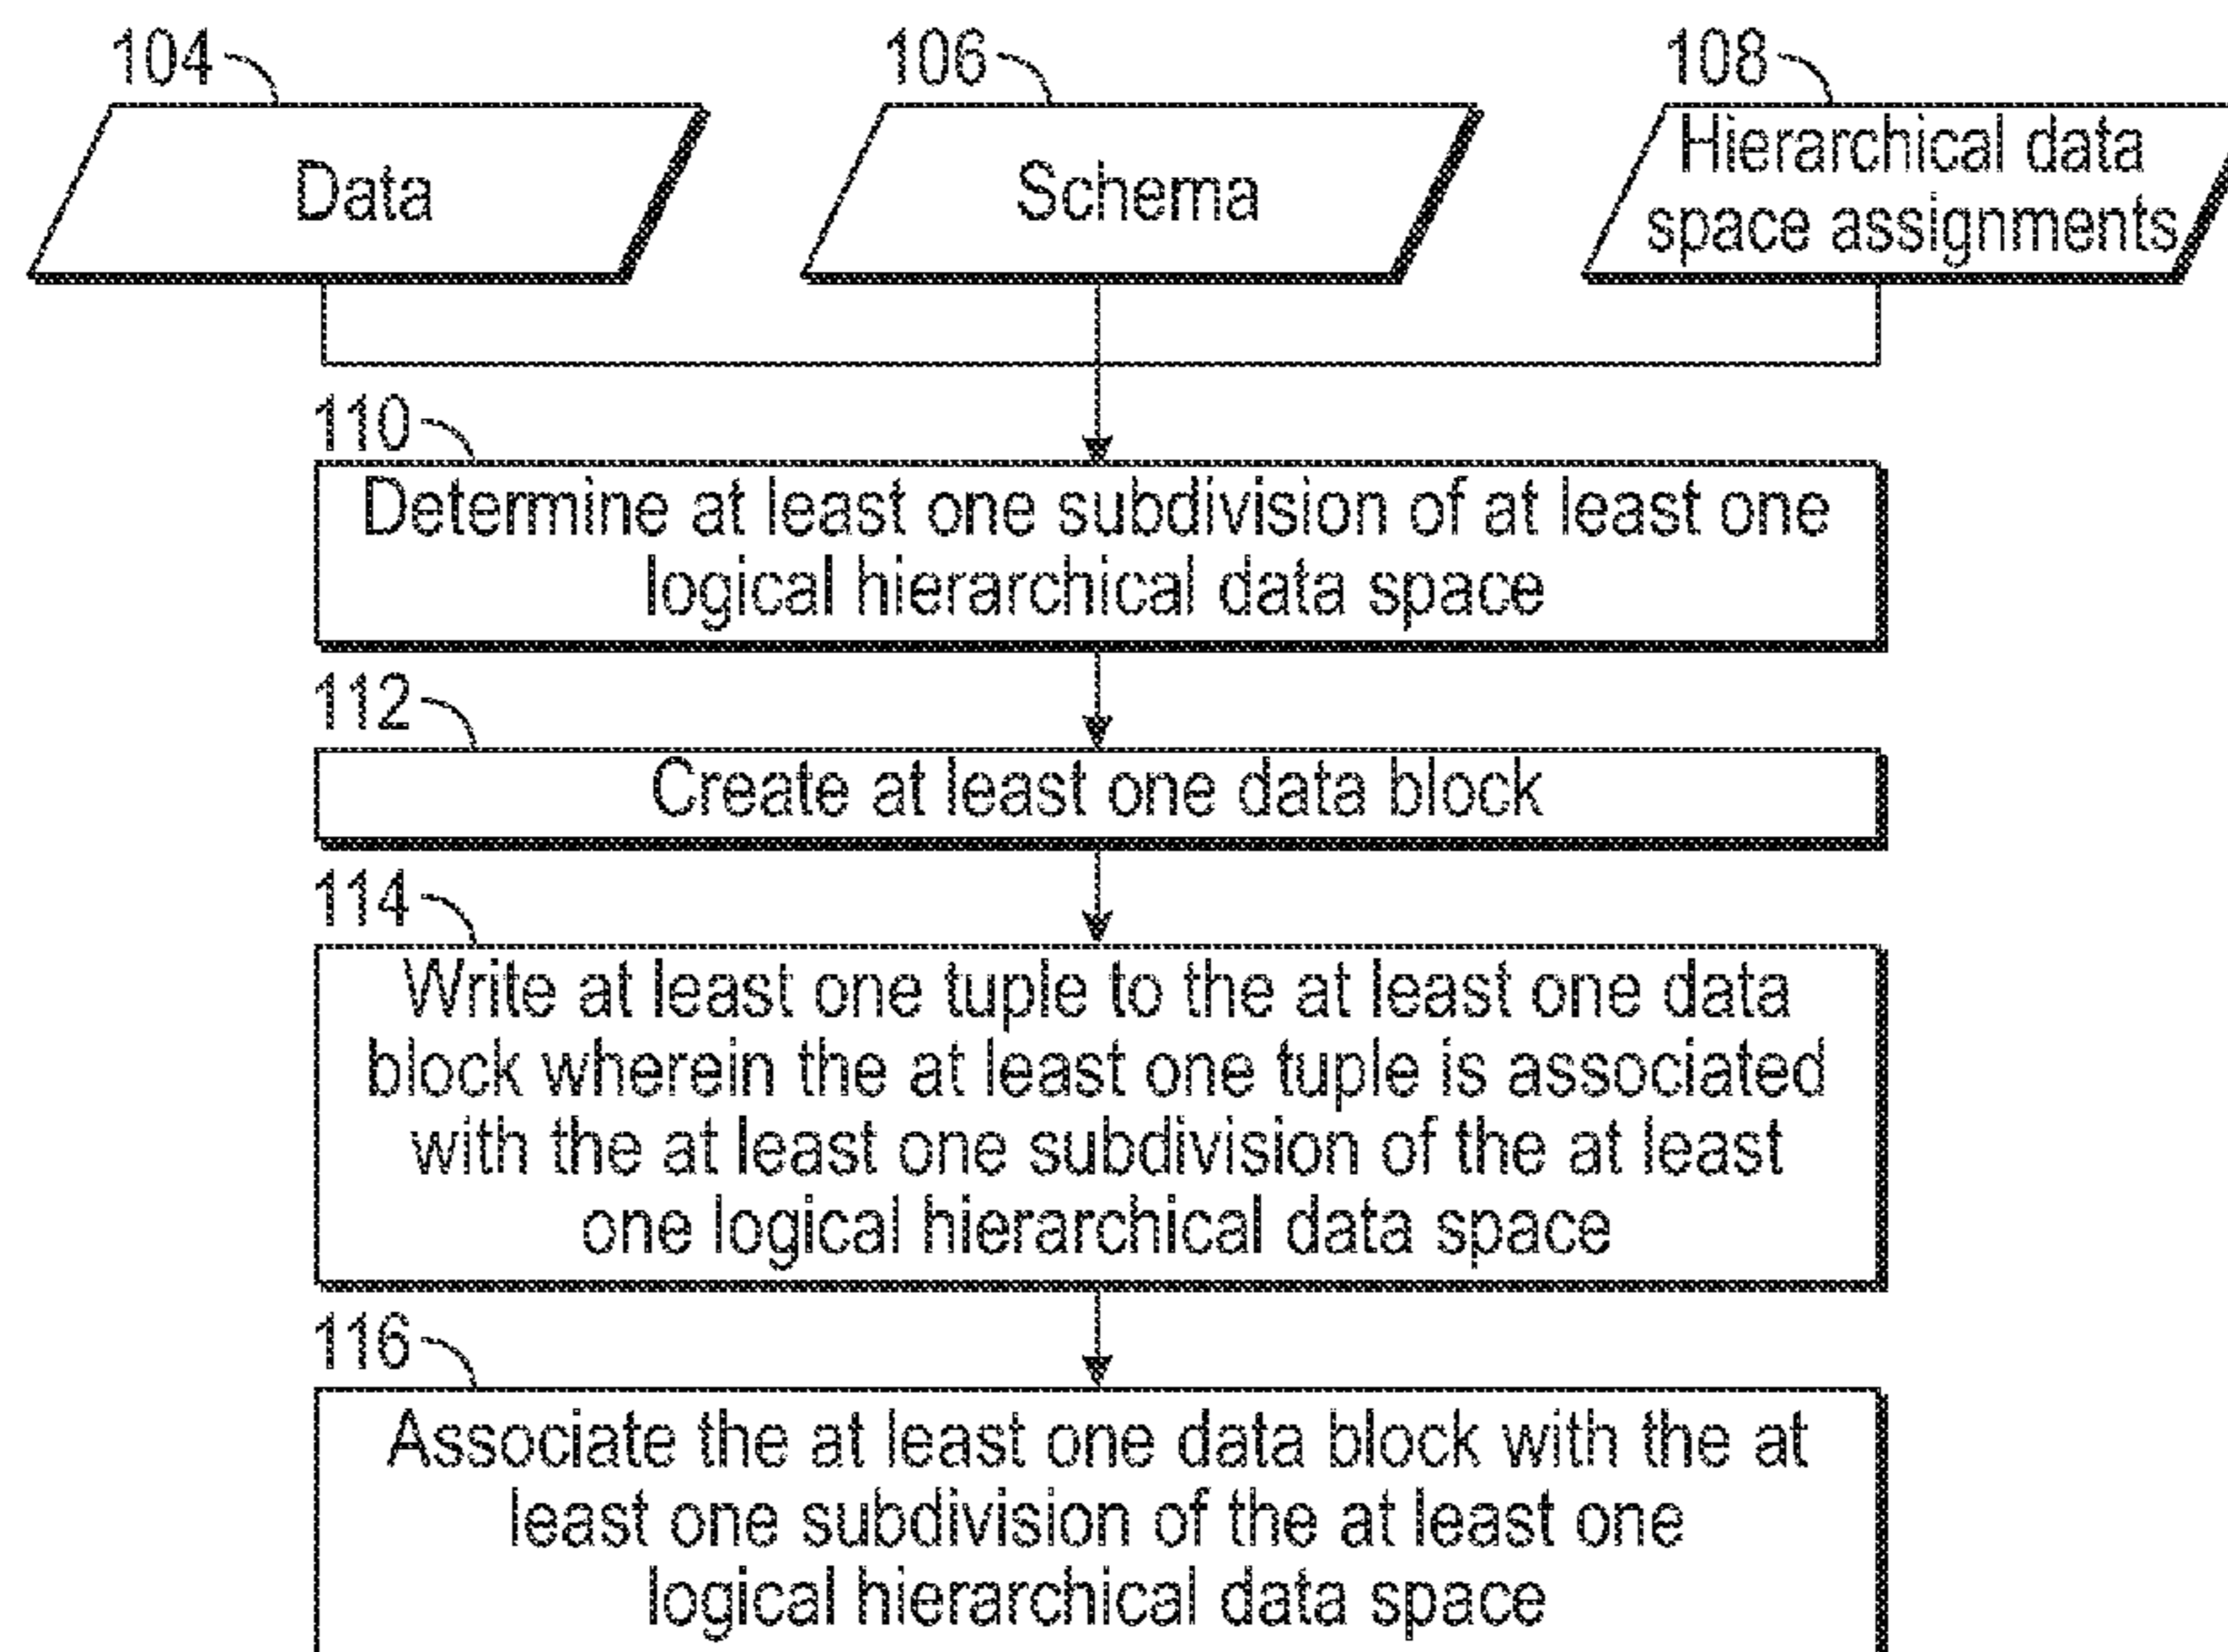 104
106
108
Data
Schema
Hierarchical data
space assignments
110
Determine at least one subdivision of at least one
logical hierarchical data space
112
Create at least one data block
114
Write at least one tuple to the at least one data
block wherein the at least one tuple is associated
with the at least one subdivision of the at least
one logical hierarchical data space
116
Associate the at least one data block with the at
least one subdivision of the at least one
logical hierarchical data space